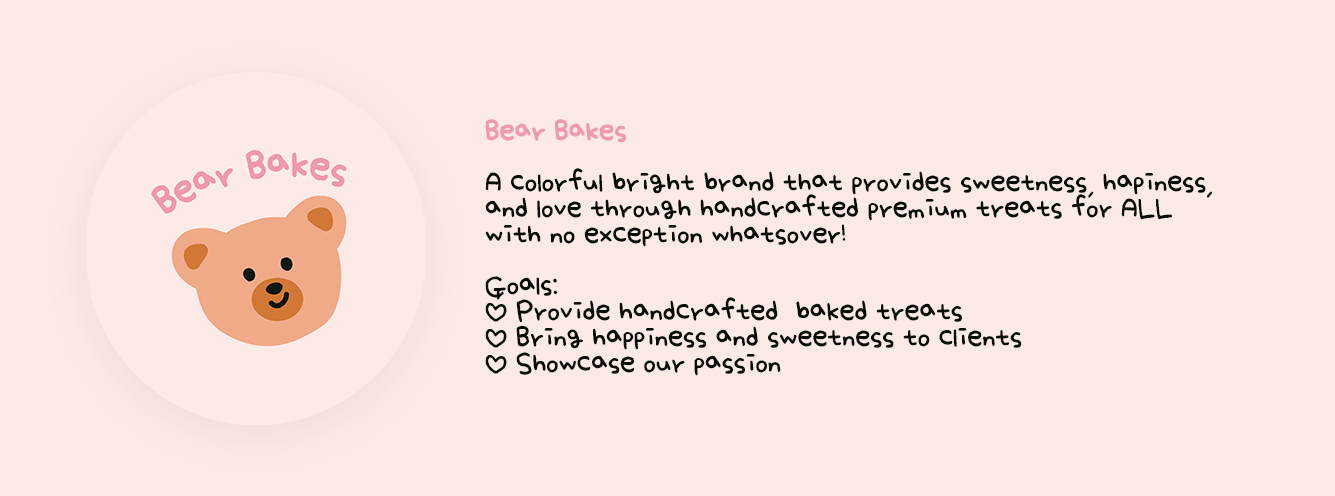 Bear Bakes
Bear Bakes
A Colorful bright brand that provides sweetness, hapiness,
and love through handcrafted premium treats for ALL
with no exception whatsover!
Goals:
♡ Provide handcrafted baked treats
♡ Bring happiness and sweetness to Clients
♡ Showcase our passion